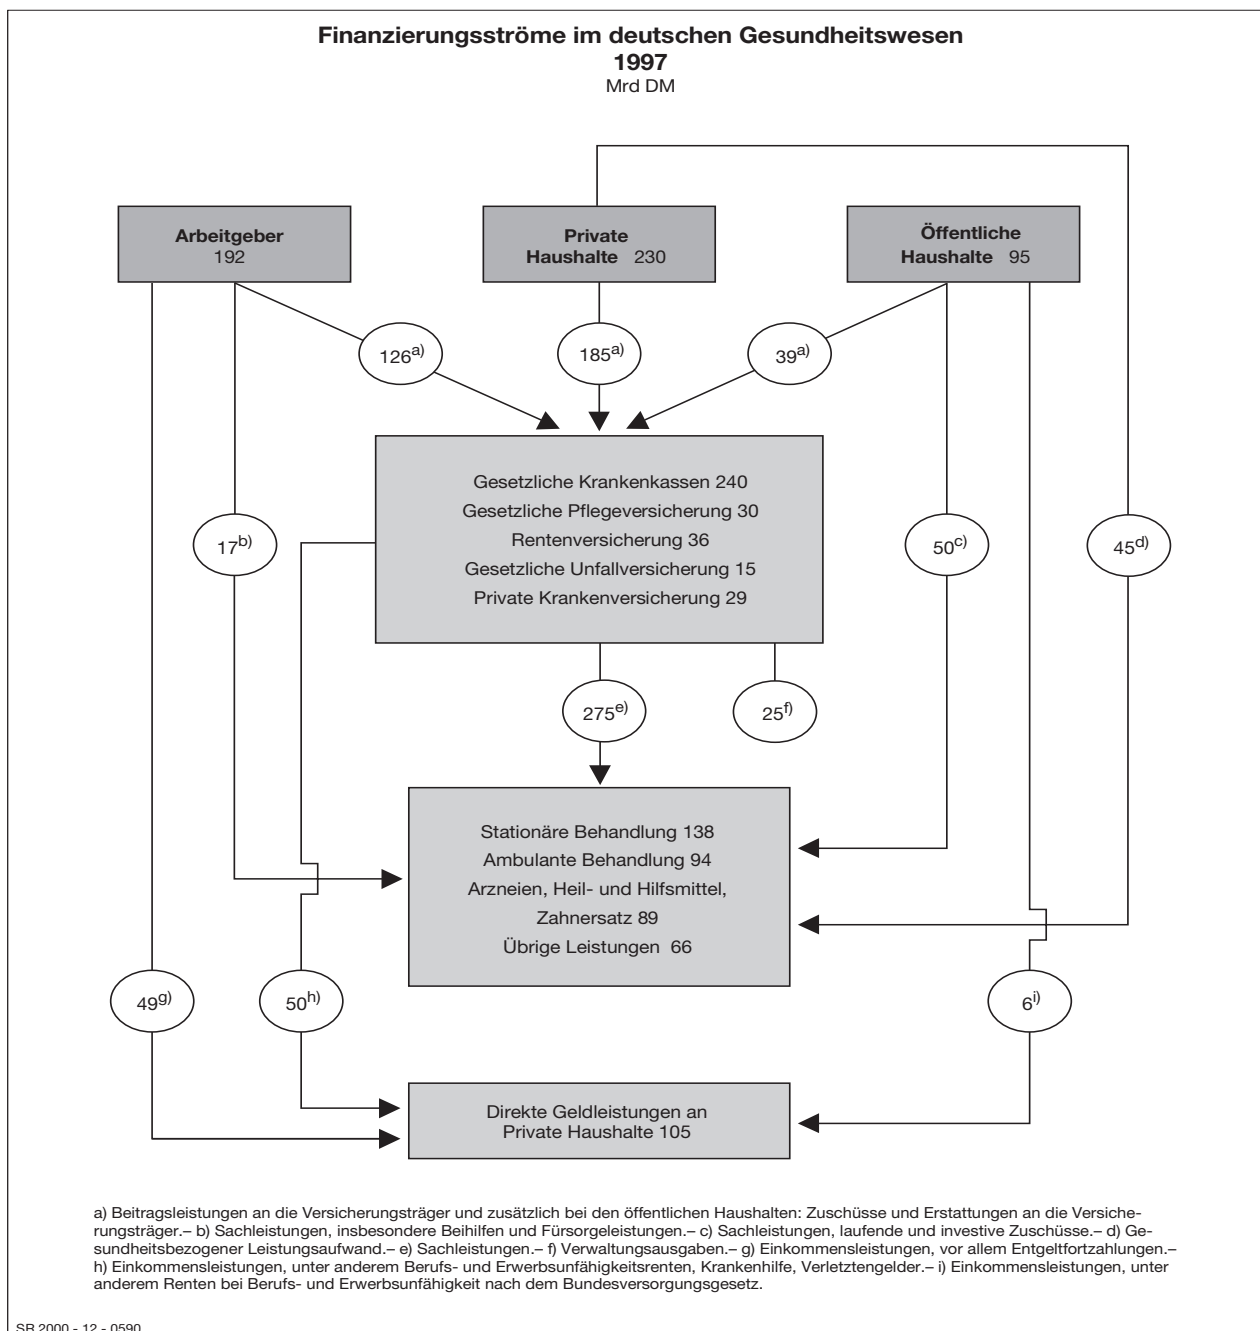 Finanzierungsströme im deutschen Gesundheitswesen
1997
Mrd DM
Arbeitgeber
192
Private
Haushalte 230
Öffentliche
Haushalte 95
126a)
185a)
39a)
Gesetzliche Krankenkassen 240
Gesetzliche Pflegeversicherung 30
Rentenversicherung 36
Gesetzliche Unfallversicherung 15
Private Krankenversicherung 29
17b)
50c)
45d)
275e)
25f)
Stationäre Behandlung 138
Ambulante Behandlung 94
Arzneien, Heil- und Hilfsmittel,
Zahnersatz 89
Übrige Leistungen 66
49g)
50h)
6i)
Direkte Geldleistungen an
Private Haushalte 105
a) Beitragsleistungen an die Versicherungsträger und zusätzlich bei den öffentlichen Haushalten: Zuschüsse und Erstattungen an die Versiche-
rungsträger.– b) Sachleistungen, insbesondere Beihilfen und Fürsorgeleistungen.– c) Sachleistungen, laufende und investive Zuschüsse.– d) Ge-
sundheitsbezogener Leistungsaufwand.– e) Sachleistungen.– f) Verwaltungsausgaben.– g) Einkommensleistungen, vor allem Entgeltfortzahlungen.–
h) Einkommensleistungen, unter anderem Berufs- und Erwerbsunfähigkeitsrenten, Krankenhilfe, Verletztengelder.– i) Einkommensleistungen, unter
anderem Renten bei Berufs- und Erwerbsunfähigkeit nach dem Bundesversorgungsgesetz.
SR 2000 - 12 - 0590